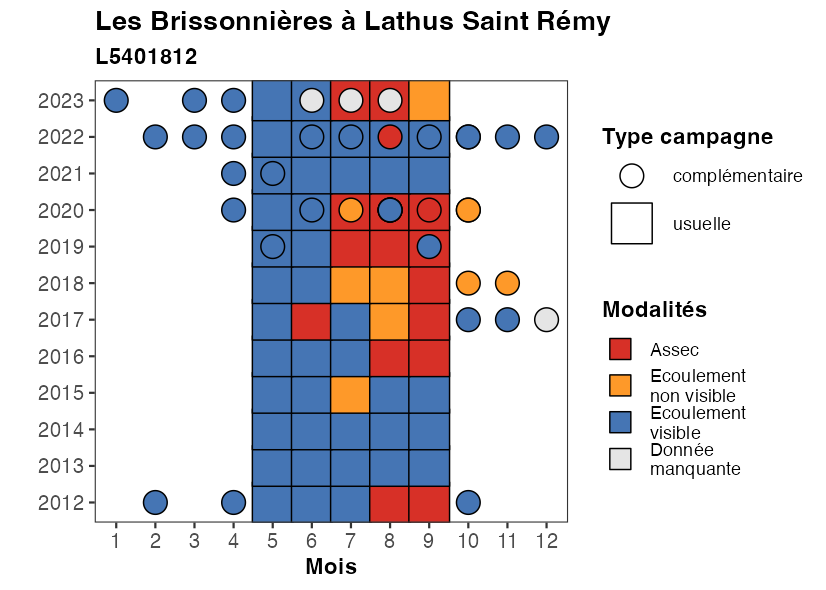 Les Brissonnières à Lathus Saint Rémy
L5401812
2023
2022
2021
2020
2019
2018
2017
2016
2015
2014
2013
2012
1 2 3 4 5 6 7 8 9 10 11 12
Mois
Type campagne
complémentaire
usuelle
Modalités
Assec
Ecoulement
non visible
Ecoulement
visible
Donnée
manquante